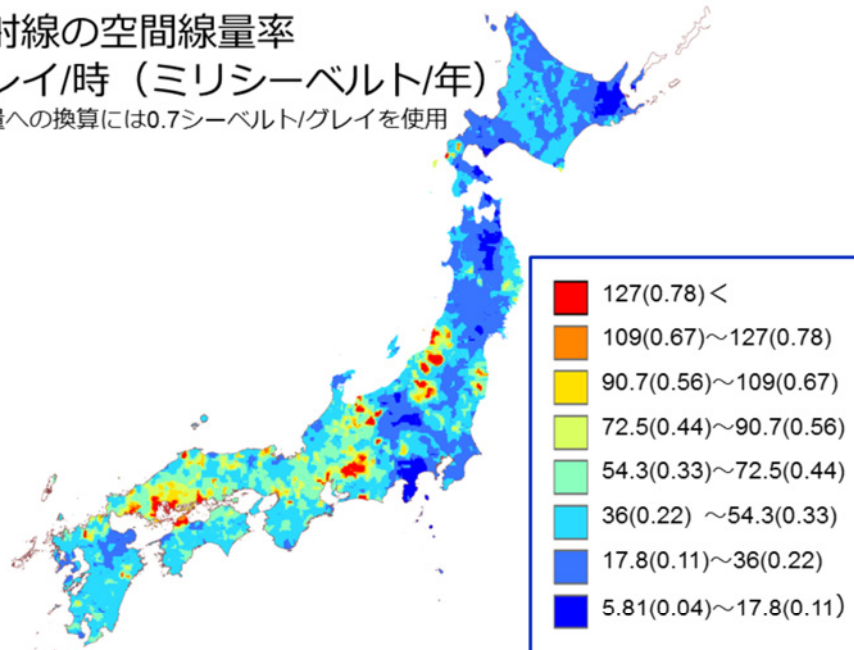 射線の空間線量率
レイ/時（ミリシーベルト/年）
量への換算には0.7シーベルト/グレイを使用
127(0.78)＜
109(0.67)～127(0.78)
90.7(0.56)～109(0.67)
72.5(0.44)～90.7(0.56)
54.3(0.33)～72.5(0.44)
36(0.22) ～54.3(0.33)
17.8(0.11)～36(0.22)
5.81(0.04)～17.8(0.11)